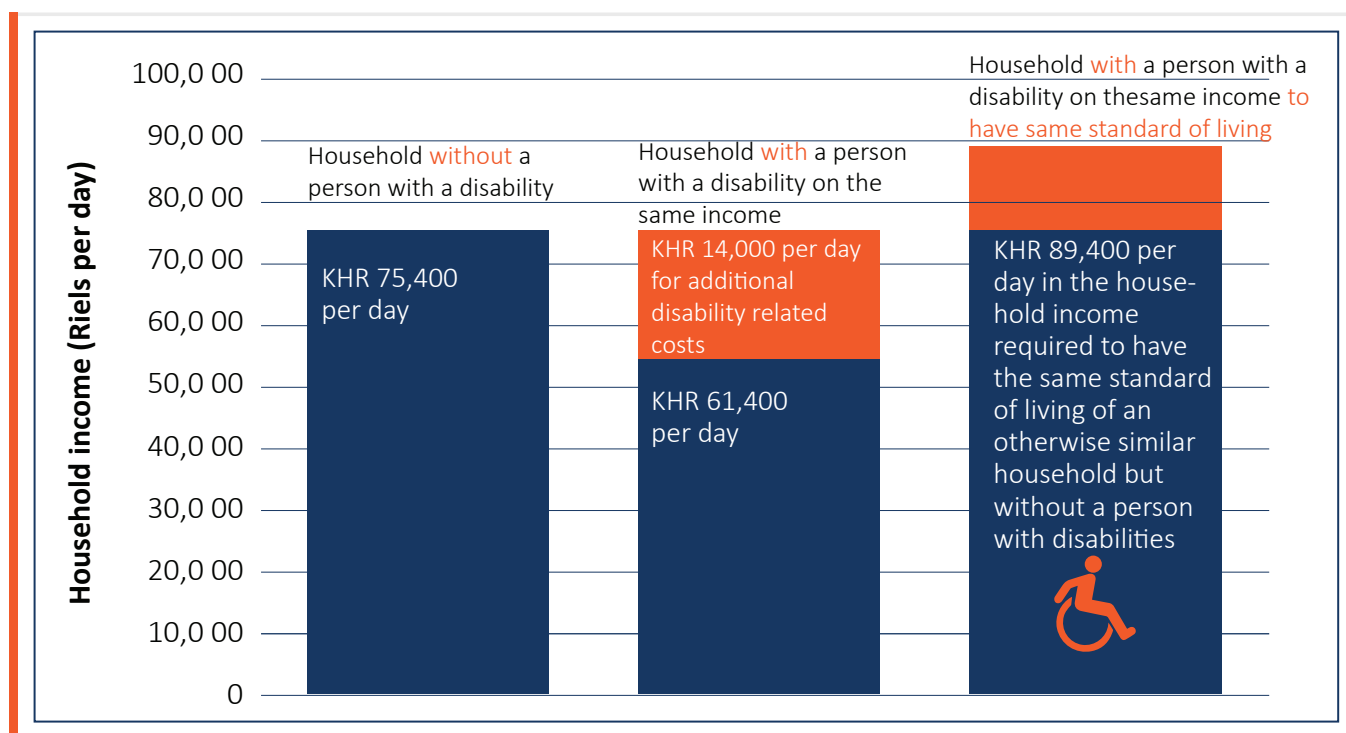 Household income (Riels per day)
100,0 00
90,0 00
80,0 00
70,0 00
60,0 00
50,0 00
40,0 00
30,0 00
20,0 00
10,0 00
0
Household without a
person with a disability
KHR 75,400
per day
Household with a person
with a disability on the
same income
KHR 14,000 per day
for additional
disability related
costs
KHR 61,400
per day
Household with a person with a
disability on thesame income to
have same standard of living
KHR 89,400 per
day in the house-
hold income
required to have
the same standard
of living of an
otherwise similar
household but
without a person
with disabilities